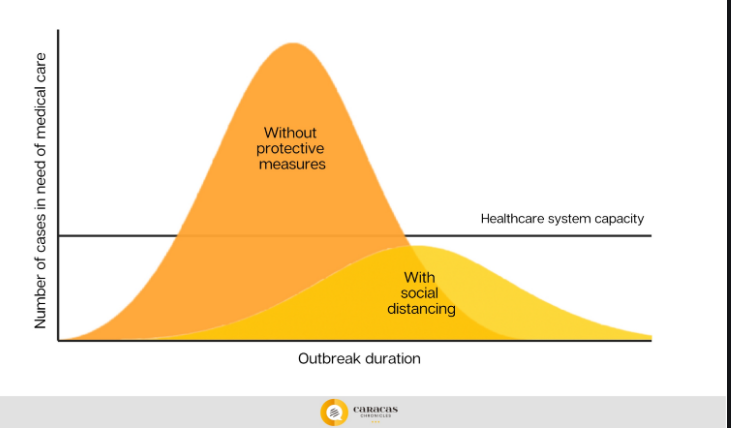 Number of cases in need of medical care
Without
protective
measures
Healthcare system capacity
With
social
distancing
Outbreak duration
CARACAS
CHRONICLES